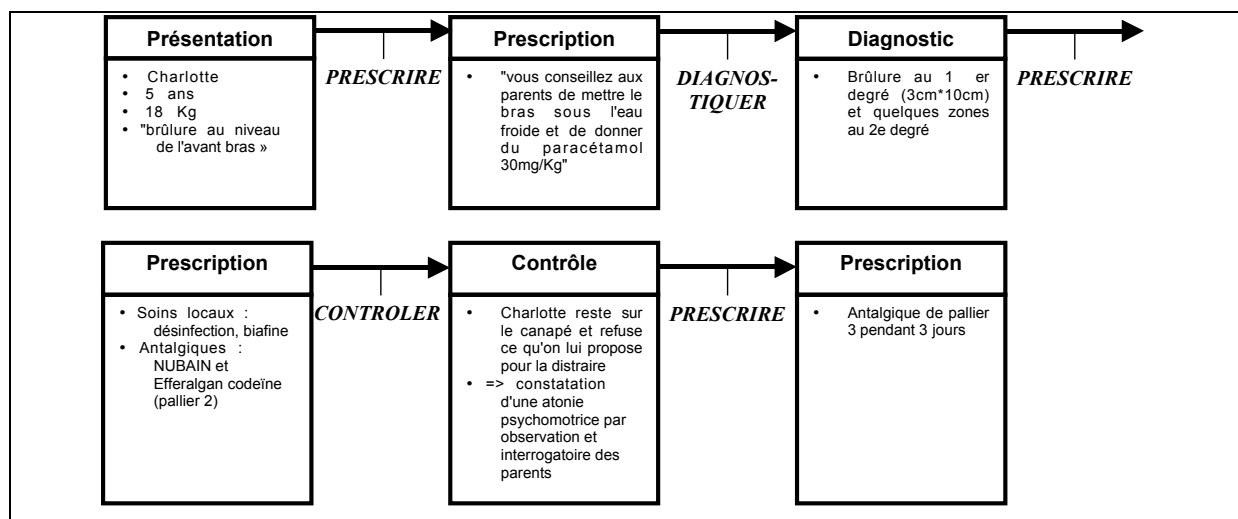 Présentation
• Charlotte
• 5 ans
• 18 Kg
• "brûlure au niveau
de l'avant bras »
PRESCRIRE
Prescription
• "vous conseillez aux
parents de mettre le
bras sous l'eau
froide et de donner
du paracétamol
30mg/Kg"
DIAGNOS-
TIQUER
Diagnostic
• Brûlure au 1 er
degré (3cm*10cm)
et quelques zones
au 2e degré
PRESCRIRE
Prescription
• Soins locaux :
désinfection, biafine
• Antalgiques :
NUBAIN et
Efferalgan codeïne
(pallier 2)
CONTROLER
Contrôle
• Charlotte reste sur
le canapé et refuse
ce qu'on lui propose
pour la distraire
• => constatation
d'une atonie
psychomotrice par
observation et
interrogatoire des
parents
PRESCRIRE
Prescription
• Antalgique de pallier
3 pendant 3 jours